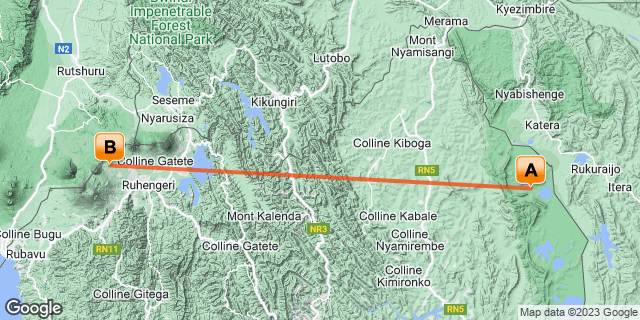 Bwindi
Impenetrable
Forest
National Park
Kyezimbire
Merama
Mont
Nyamisangi
N2
Rutshuru
Lutobo
Nyabishenge
Seseme
Kikungiri
Nyarusiza
Katera
Colline Kiboga
B
Colline Gatete
RN5
A
Rukuraijo
Ruhengeri
Itera
Mont Kalenda
Colline Kabale
NR3
Colline Bugu
Colline
Nyamirembe
Rubavu
RN11
Colline Gatete
Colline
Kimironko
Colline Gitega
RN5
Google
Map data ©2023 Google